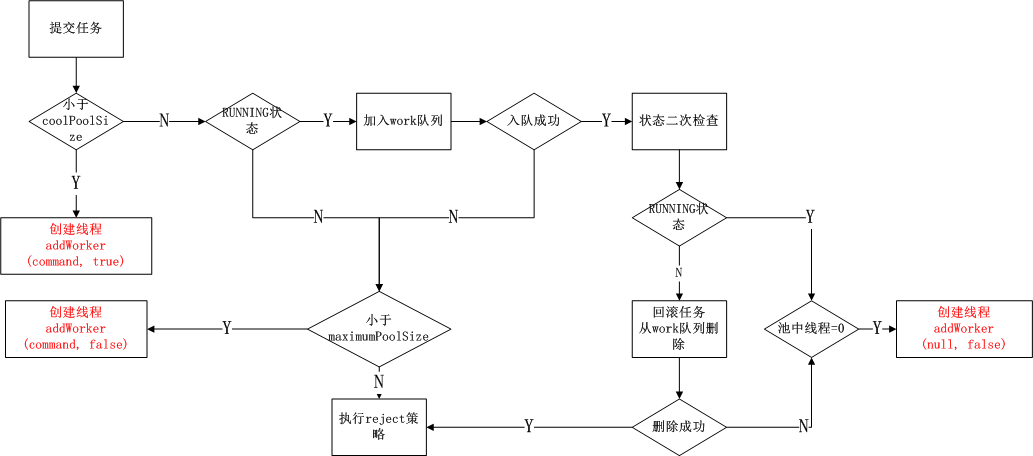 提交任务
小于
coolPoolSi
ze
N
RUNNING状
态
Y
加入work队列
入队成功
Y
状态二次检查
Y
创建线程
addWorker
(command, true)
N
N
RUNNING状
态
Y
N
创建线程
addWorker
(command, false)
Y
小于
maximumPoolSize
回滚任务
从work队列删
除
池中线程=0
Y
创建线程
addWorker
(null, false)
N
执行reject策
略
Y
删除成功
N